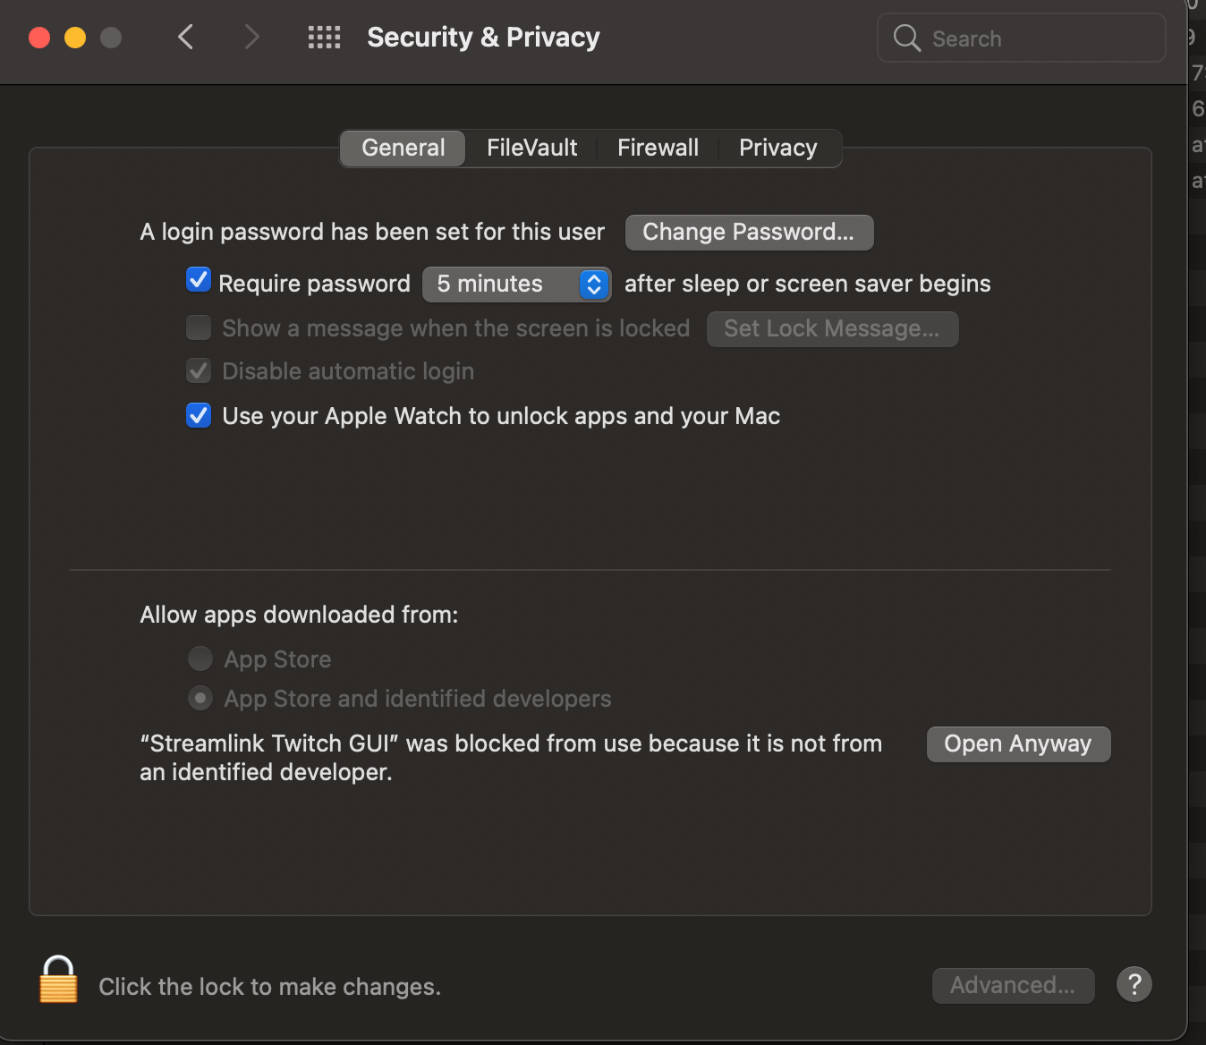 Security & Privacy
Search
General FileVault Firewall Privacy
A login password has been set for this user Change Password...
Require password 5 minutes after sleep or screen saver begins
Show a message when the screen is locked Set Lock Message...
Disable automatic login
Use your Apple Watch to unlock apps and your Mac
Allow apps downloaded from:
App Store
App Store and identified developers
“Streamlink Twitch GUI” was blocked from use because it is not from
an identified developer.
Open Anyway
Click the lock to make changes.
Advanced...
?